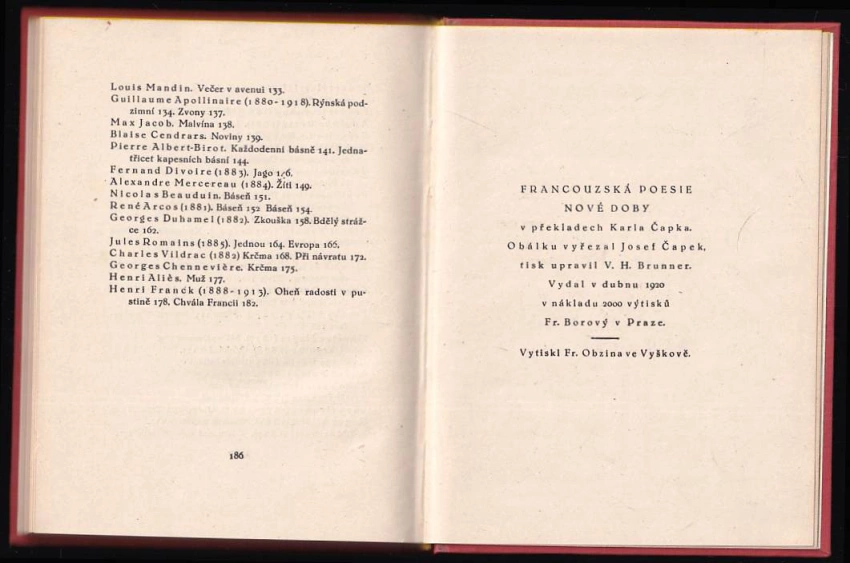 Louis Mandin. Večer v avenui 133.
Guillaume Apollinaire (1880-1918). Rýnská pod-
zimní 134. Zvony 137.
Max Jacob. Malvína 138.
Blaise Cendrars. Noviny 139.
Pierre Albert-Birot. Každodenní básně 141. Jedna-
třicet kapesních básní 144.
Fernand Divoire (1883). Jago
Alexandre Mercereau (1884). Žíti 149.
Nicolas Beauduin. Báseň 151.
René Arcos (1881). Báseň 152 Báseň 154.
Georges Duhamel (1882). Zkouška 158. Bdělý stráž-
ce 162.
Jules Romains (1885). Jednou 164. Evropa 166.
Charles Vildrac (1882) Krčma 168. Při návratu 172.
Georges Chennevière. Krčma 175.
Henri Aliès. Muž 177.
Henri Franck (1888-1913). Oheň radosti v pu-
stině 178. Chvála Francii 182.
186
FRANCOUZSKÁ POESIE
NOVÉ DOBY
v překladech Karla Čapka.
Obálku vyřezal Josef Čapek,
tisk upravil V. H. Brunner.
Vydal v dubnu 1920
v nákladu 2000 výtisků
Fr. Borový v Praze.
Vytiskl Fr. Obzina ve Vyškově.